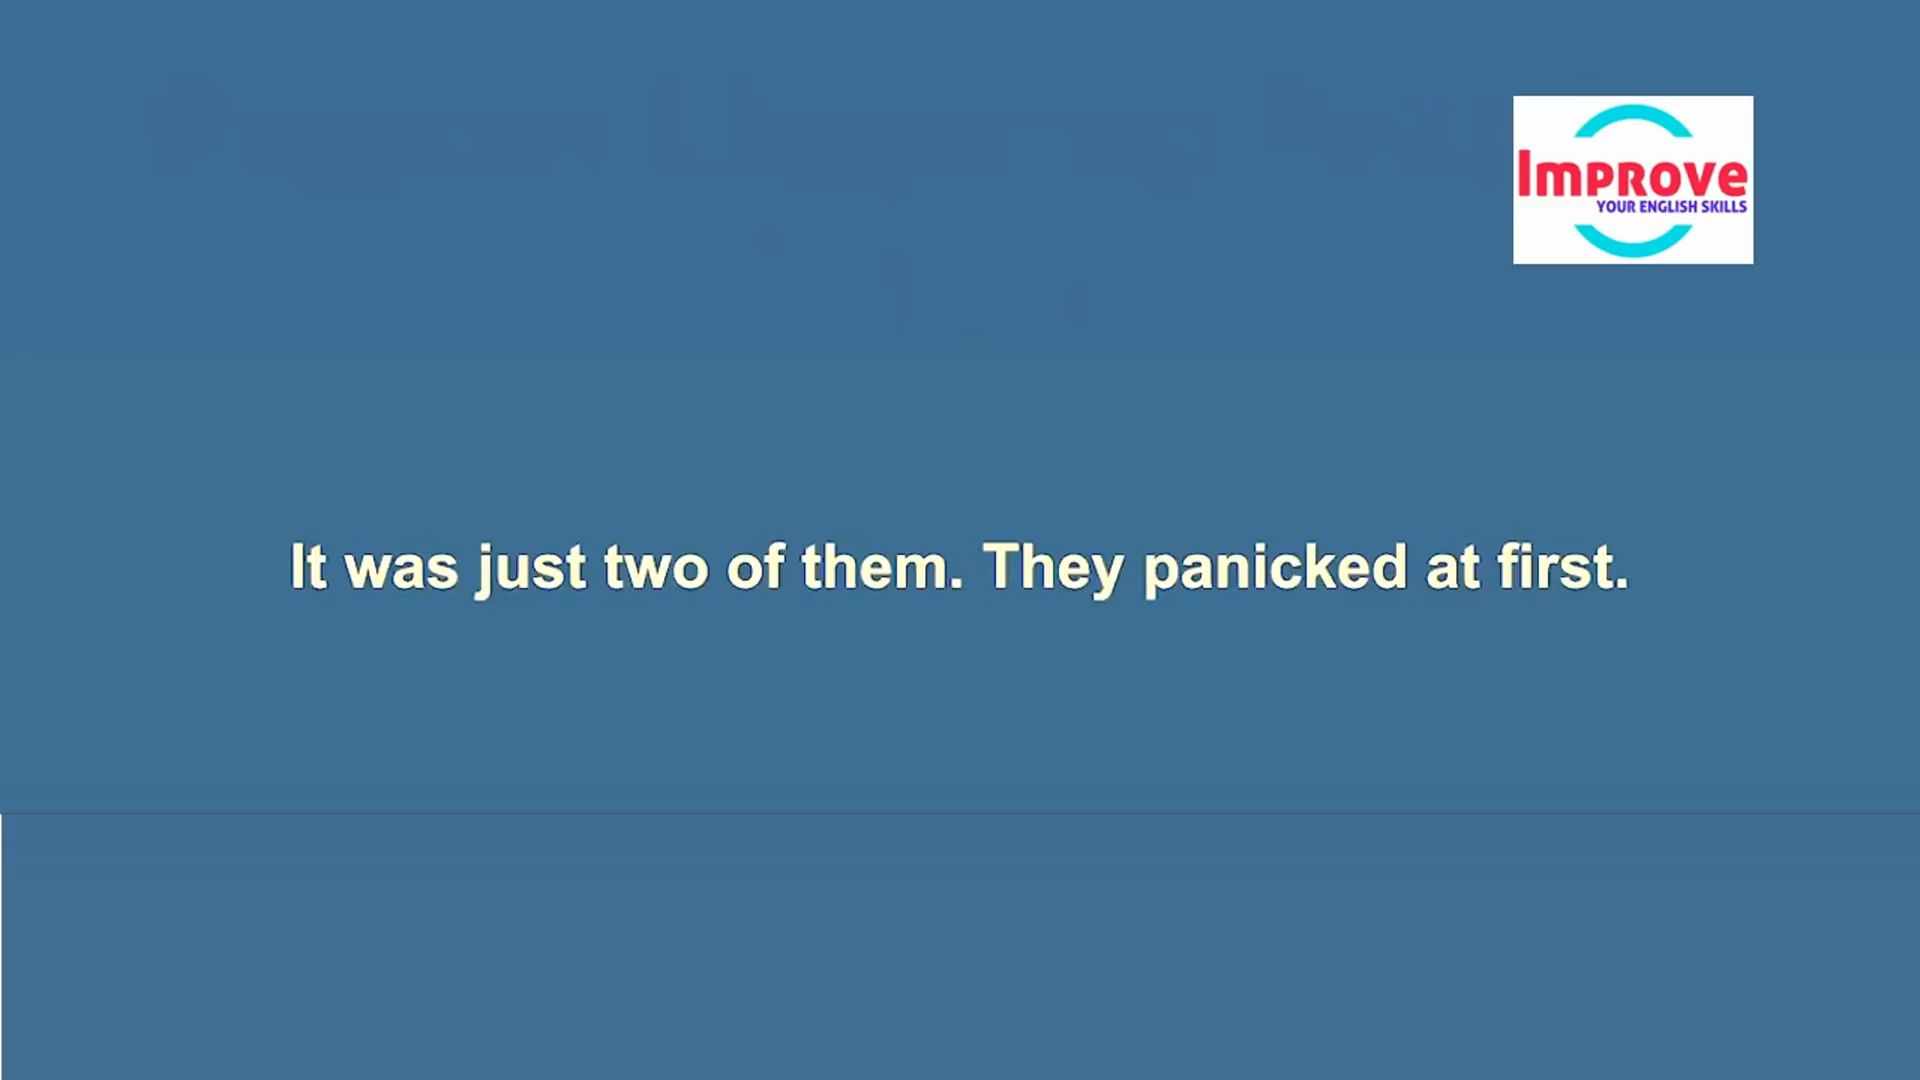 Improve
YOUR ENGLISH SKILLS
It was just two of them. They panicked at first.